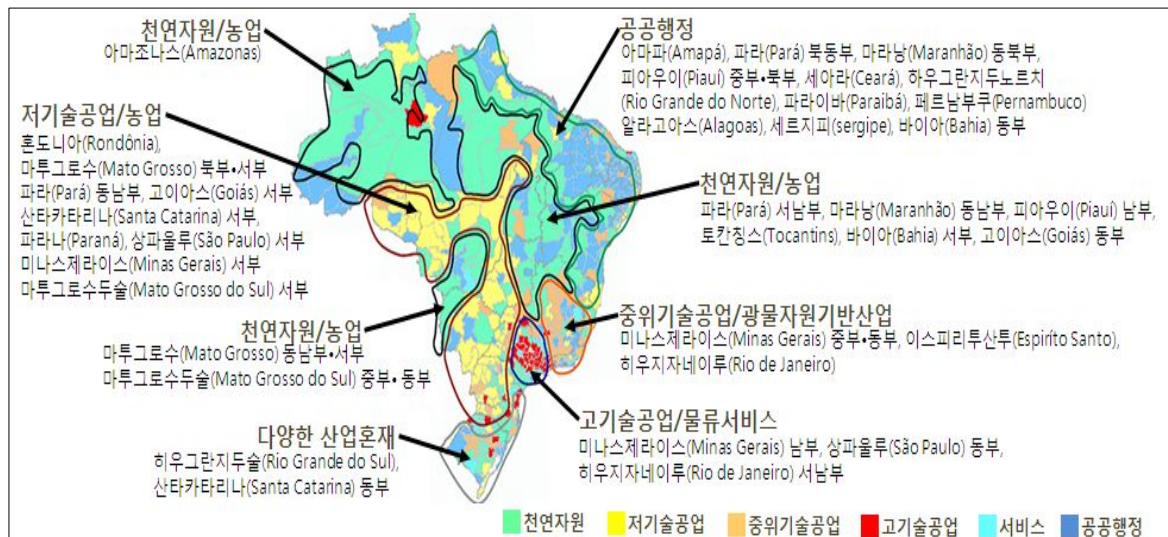 천연자원/농업
아마조나스(Amazonas)
공공행정
아마파(Amapá), 파라(Pará) 북동부, 마라낭(Maranhão) 동북부,
피아우이(Piauí) 중부•북부, 세아라(Ceará), 하우그란지두노르치
(Rio Grande do Norte), 파라이바(Paraibá), 페르남부쿠(Pernambuco)
알라고아스(Alagoas), 세르지피(sergipe), 바이아(Bahia) 동부
저기술공업/농업
혼도니아(Rondônia),
마투그로수(Mato Grosso) 북부•서부
파라(Pará) 동남부, 고이아스(Goiás) 서부
산타카타리나(Santa Catarina) 서부,
파라나(Paraná), 상파울루(São Paulo) 서부
미나스제라이스(Minas Gerais) 서부
마투그로수두술(Mato Grosso do Sul) 서부
천연자원/농업
파라(Pará) 서남부, 마라낭(Maranhão) 동남부, 피아우이(Piauí) 남부,
토칸칭스(Tocantins), 바이아(Bahia) 서부, 고이아스(Goiás) 동부
천연자원/농업
마투그로수(Mato Grosso) 동남부•서부
마투그로수두술(Mato Grosso do Sul) 중부• 동부
중위기술공업/광물자원기반산업
미나스제라이스(Minas Gerais) 중부•동부, 이스피리투산투(Espiríto Santo),
히우지자네이루(Rio de Janeiro)
고기술공업/물류서비스
미나스제라이스(Minas Gerais) 남부, 상파울루(São Paulo) 동부,
히우지자네이루(Rio de Janeiro) 서남부
다양한 산업혼재
히우그란지두술(Rio Grande do Sul),
산타카타리나(Santa Catarina) 동부
천연자원 저기술공업 중위기술공업 고기술공업 서비스 공공행정